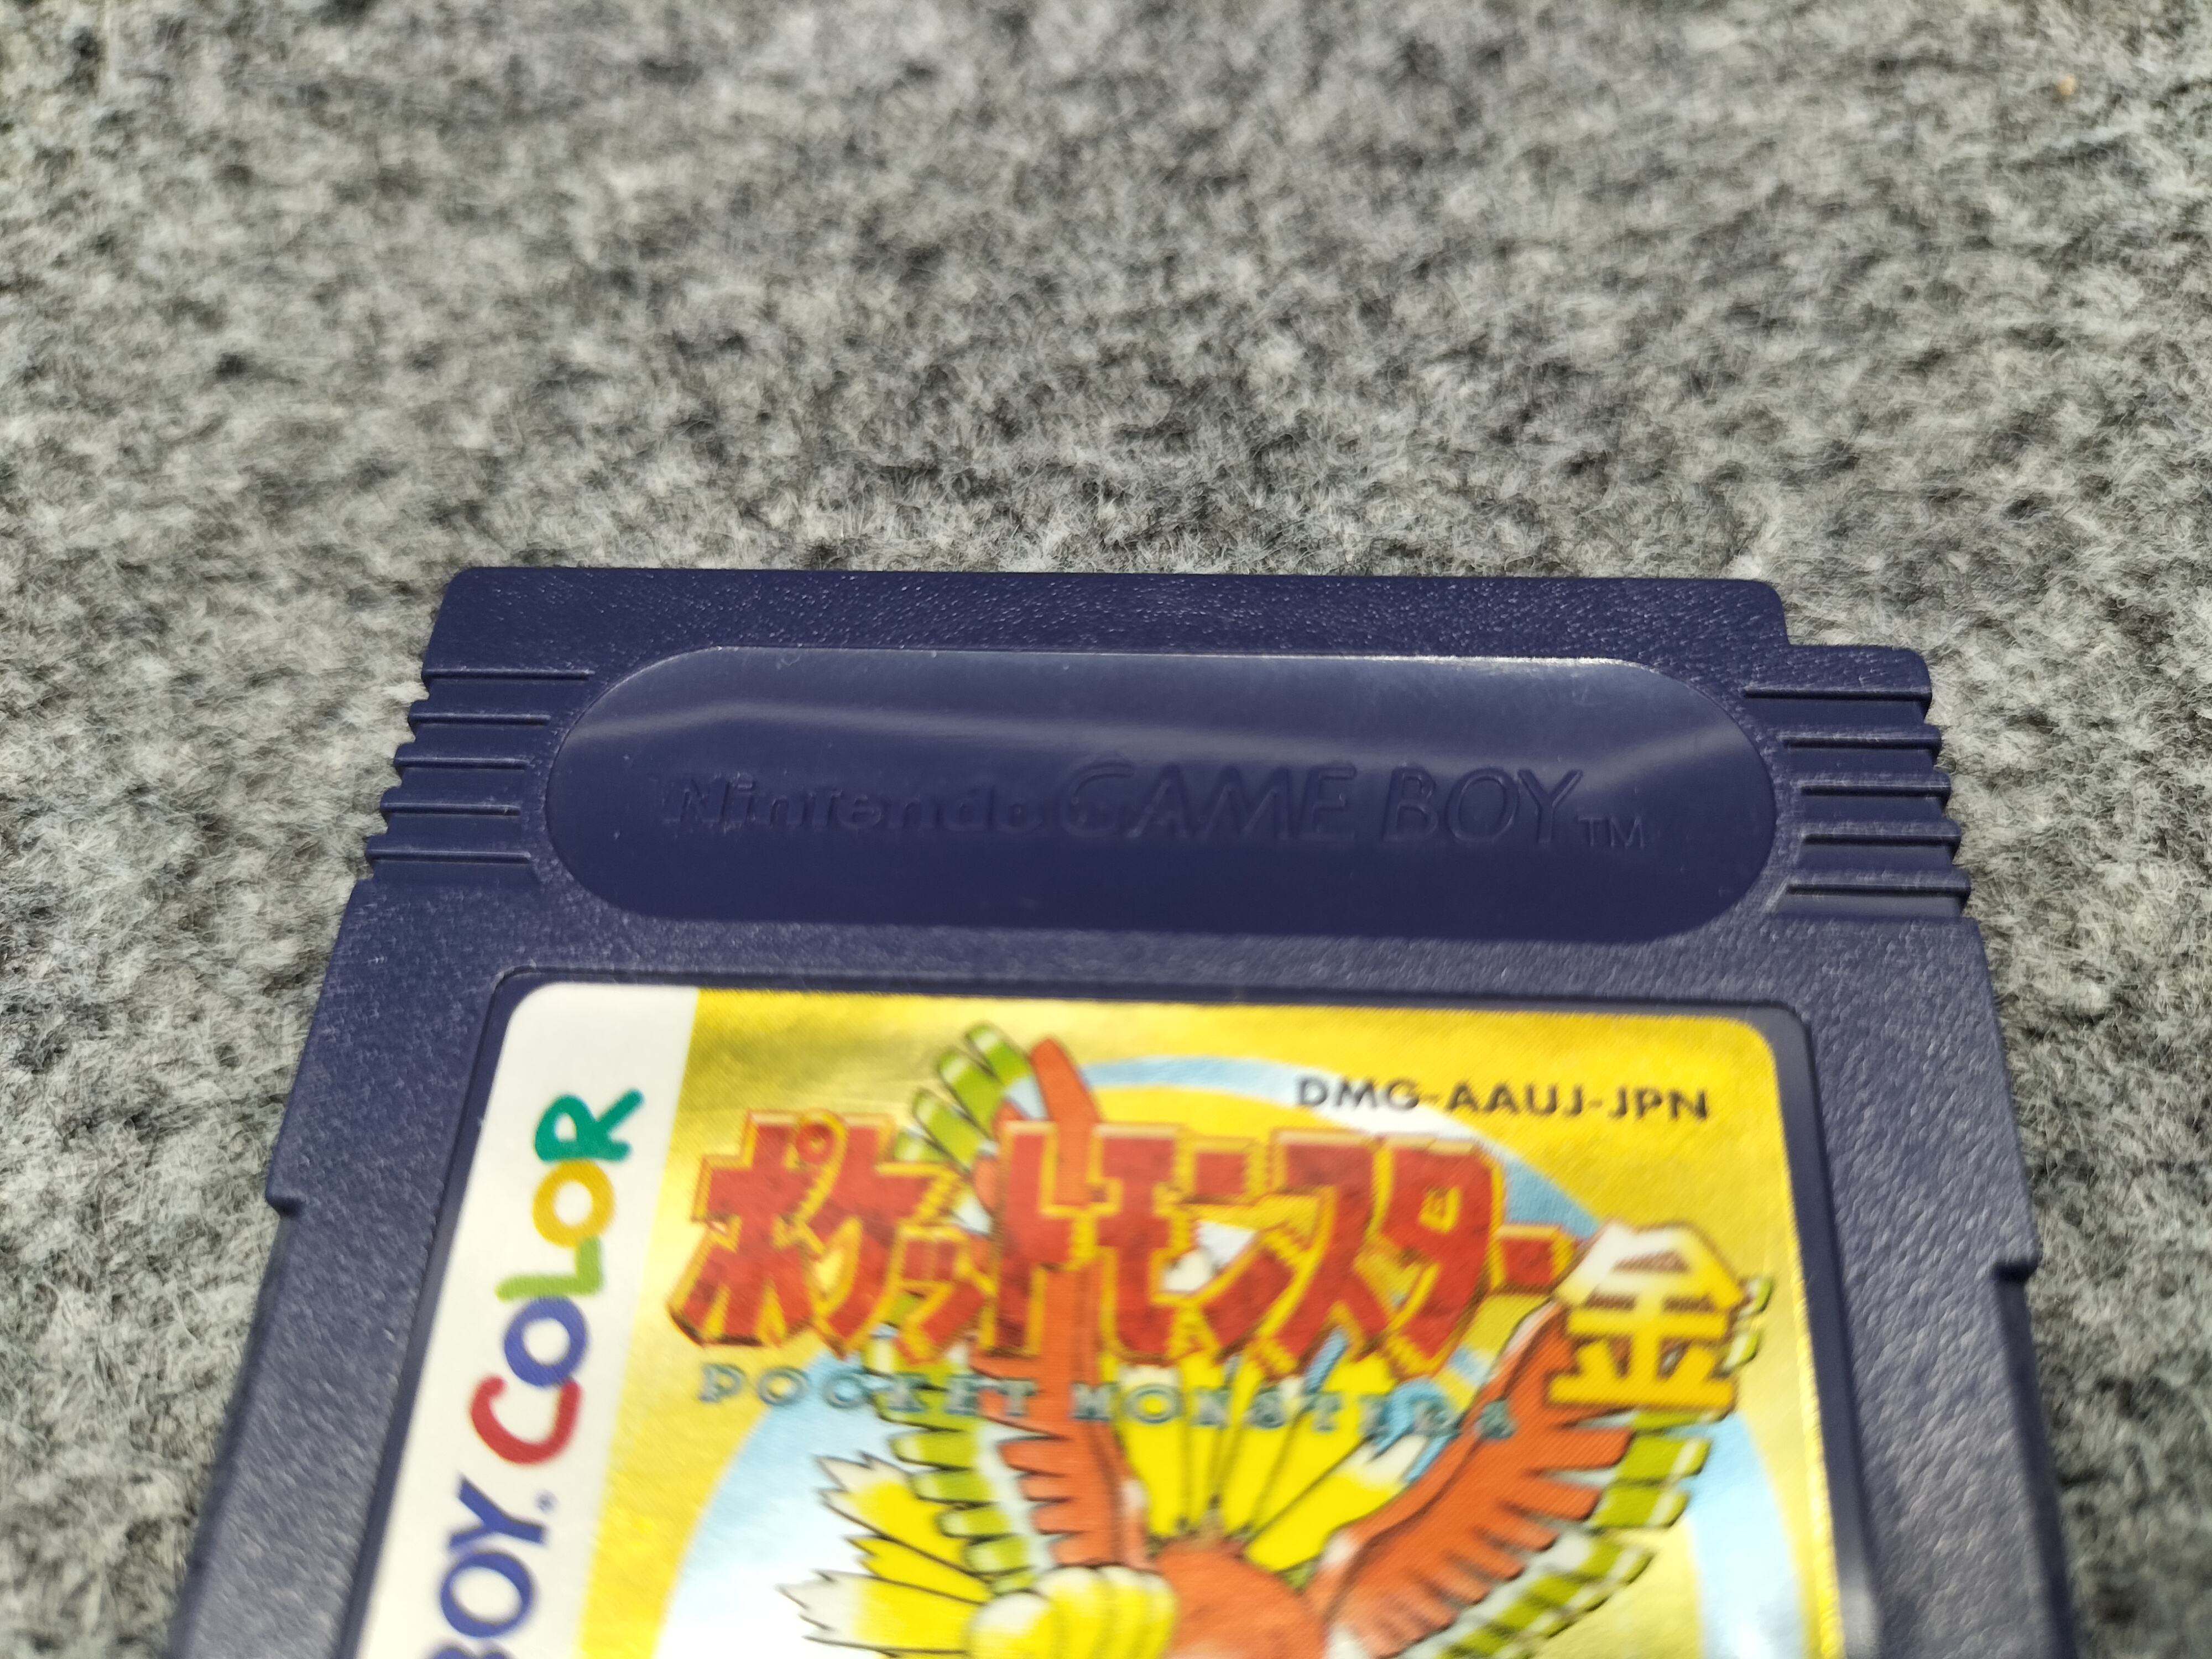 Nintendo GAME BOY TM
DMG-AAUJ-JPN
ポケットモンスター
金
POCKET MONSTERS
BOY COLOR